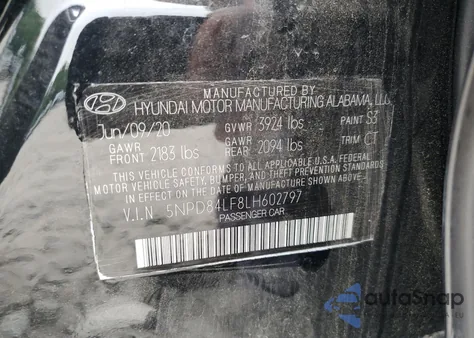 MANUFACTURED BY
HYUNDAI MOTOR MANUFACTURING ALABAMA, LLC
Jun/09/20 GVWR 3924 lbs PAINT S3
GAWR FRONT 2183 lbs GAWR REAR 2094 lbs TRIM CT
THIS VEHICLE CONFORMS TO ALL APPLICABLE U.S.A. FEDERAL
MOTOR VEHICLE SAFETY, BUMPER, AND THEFT PREVENTION STANDARDS
IN EFFECT ON THE DATE OF MANUFACTURE SHOWN ABOVE.
V.I.N 5NPD84LF8LH602797
PASSENGER CAR
autoSnap